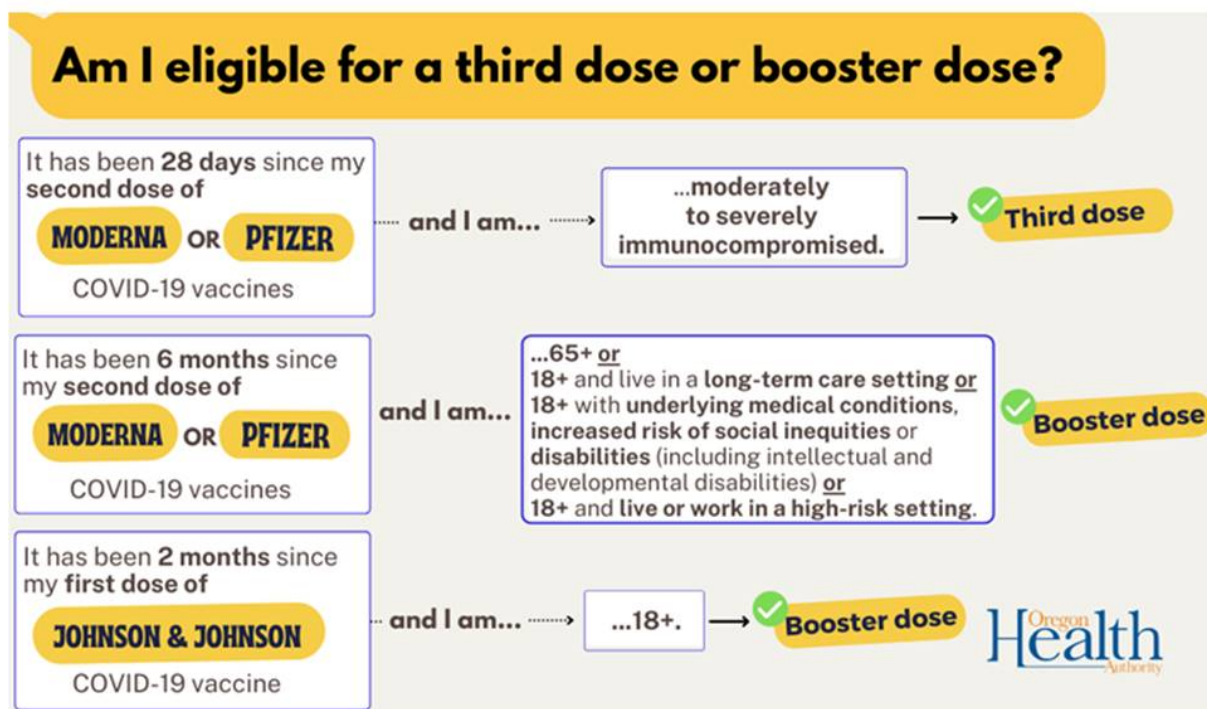 Am I eligible for a third dose or booster dose?
It has been 28 days since my
second dose of
MODERNA OR PFIZER
COVID-19 vaccines
and I am...
...moderately
to severely
immunocompromised.
Third dose
It has been 6 months since
my second dose of
MODERNA OR PFIZER
COVID-19 vaccines
and I am...
...65+ or
18+ and live in a long-term care setting or
18+ with underlying medical conditions,
increased risk of social inequities or
disabilities (including intellectual and
developmental disabilities) or
18+ and live or work in a high-risk setting.
Booster dose
It has been 2 months since
my first dose of
JOHNSON & JOHNSON
COVID-19 vaccine
and I am...
...18+.
Booster dose
Oregon
Health
Authority